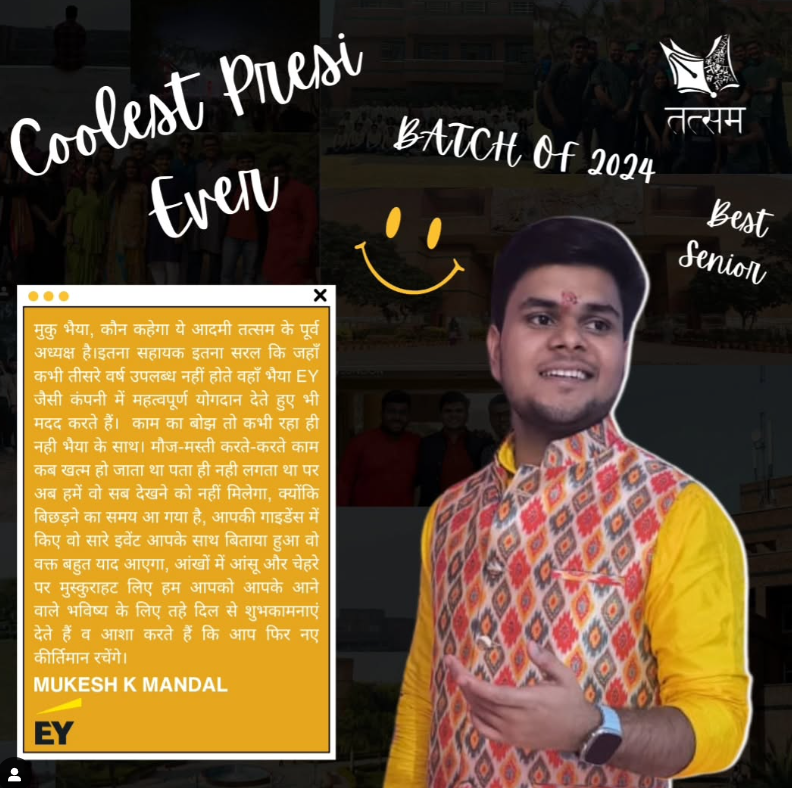 Coolest Presi
Ever
BATCH OF 2024
तत्सम
Best
Senior
मुकु भैया, कौन कहेगा ये आदमी तत्सम के पूर्व
अध्यक्ष है।इतना सहायक इतना सरल कि जहाँ
कभी तीसरे वर्ष उपलब्ध नहीं होते वहाँ भैया EY
जैसी कंपनी में महत्वपूर्ण योगदान देते हुए भी
मदद करते हैं। काम का बोझ तो कभी रहा ही
नही भैया के साथ। मौज-मस्ती करते-करते काम
कब खत्म हो जाता था पता ही नही लगता था पर
अब हमें वो सब देखने को नहीं मिलेगा, क्योंकि
बिछड़ने का समय आ गया है, आपकी गाइडेंस में
किए वो सारे इवेंट आपके साथ बिताया हुआ वो
वक्त बहुत याद आएगा, आंखों में आंसू और चेहरे
पर मुस्कुराहट लिए हम आपको आपके आने
वाले भविष्य के लिए तहे दिल से शुभकामनाएं
देते हैं व आशा करते हैं कि आप फिर नए
कीर्तिमान रचेंगे।
MUKESH K MANDAL
EY